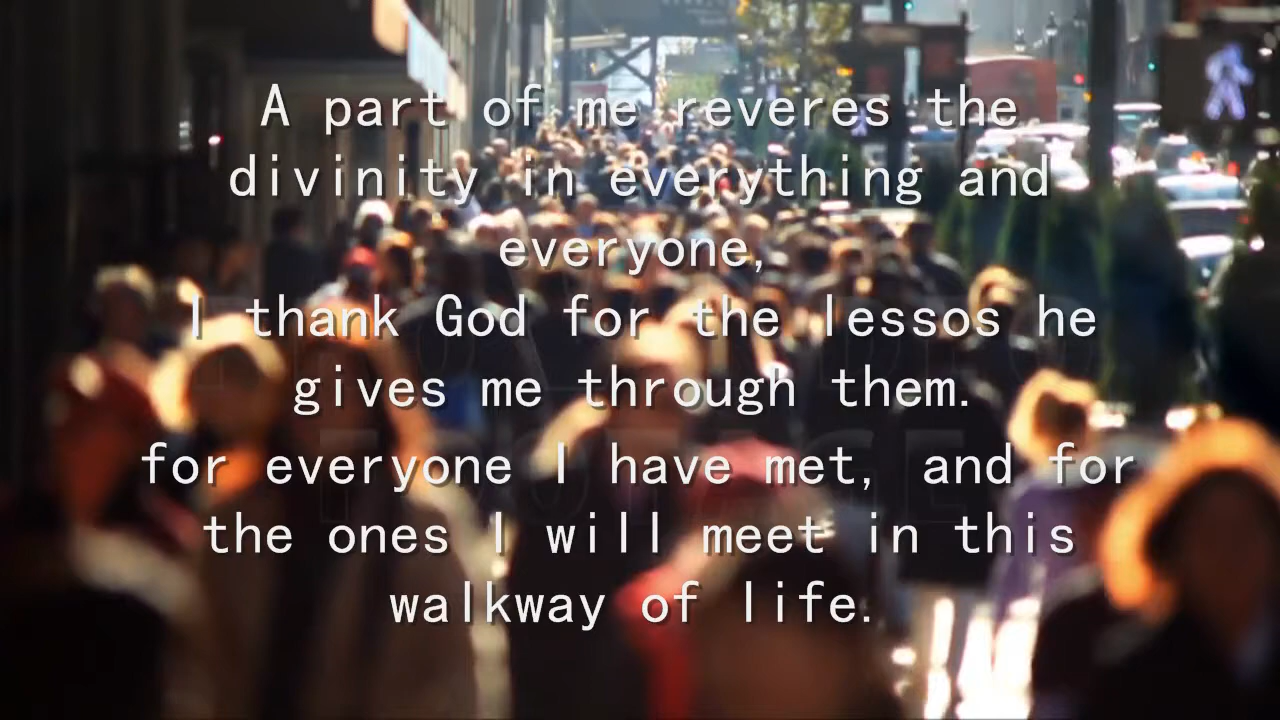 A part of me reveres the
divinity in everything and
everyone,
I thank God for the lessos he
gives me through them.
for everyone I have met, and for
the ones I will meet in this
walkway of life.